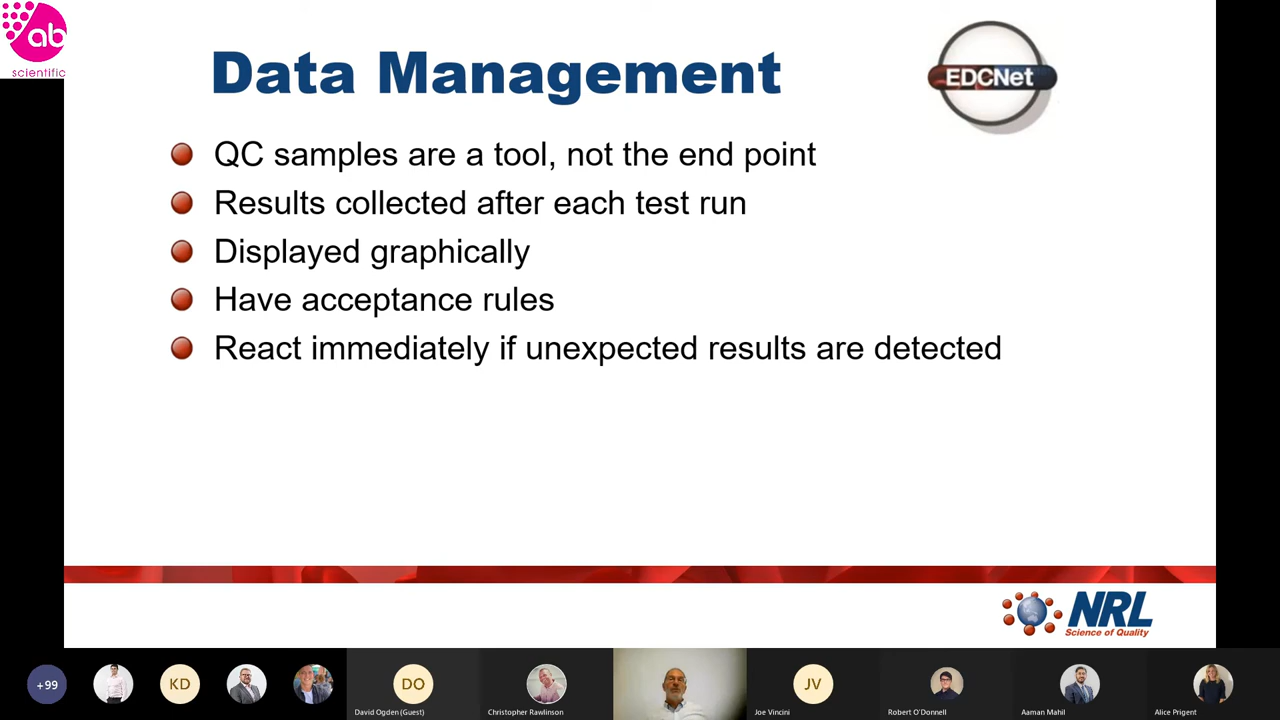 ab
scientific
Data Management
EDCNet
QC samples are a tool, not the end point
Results collected after each test run
Displayed graphically
Have acceptance rules
React immediately if unexpected results are detected
NRL
Science of Quality
+99
KD
DO
JV
David Ogden (Guest)
Christopher Rawlinson
Joe Vincini
Robert O'Donnell
Aaman Mahil
Alice Prigent